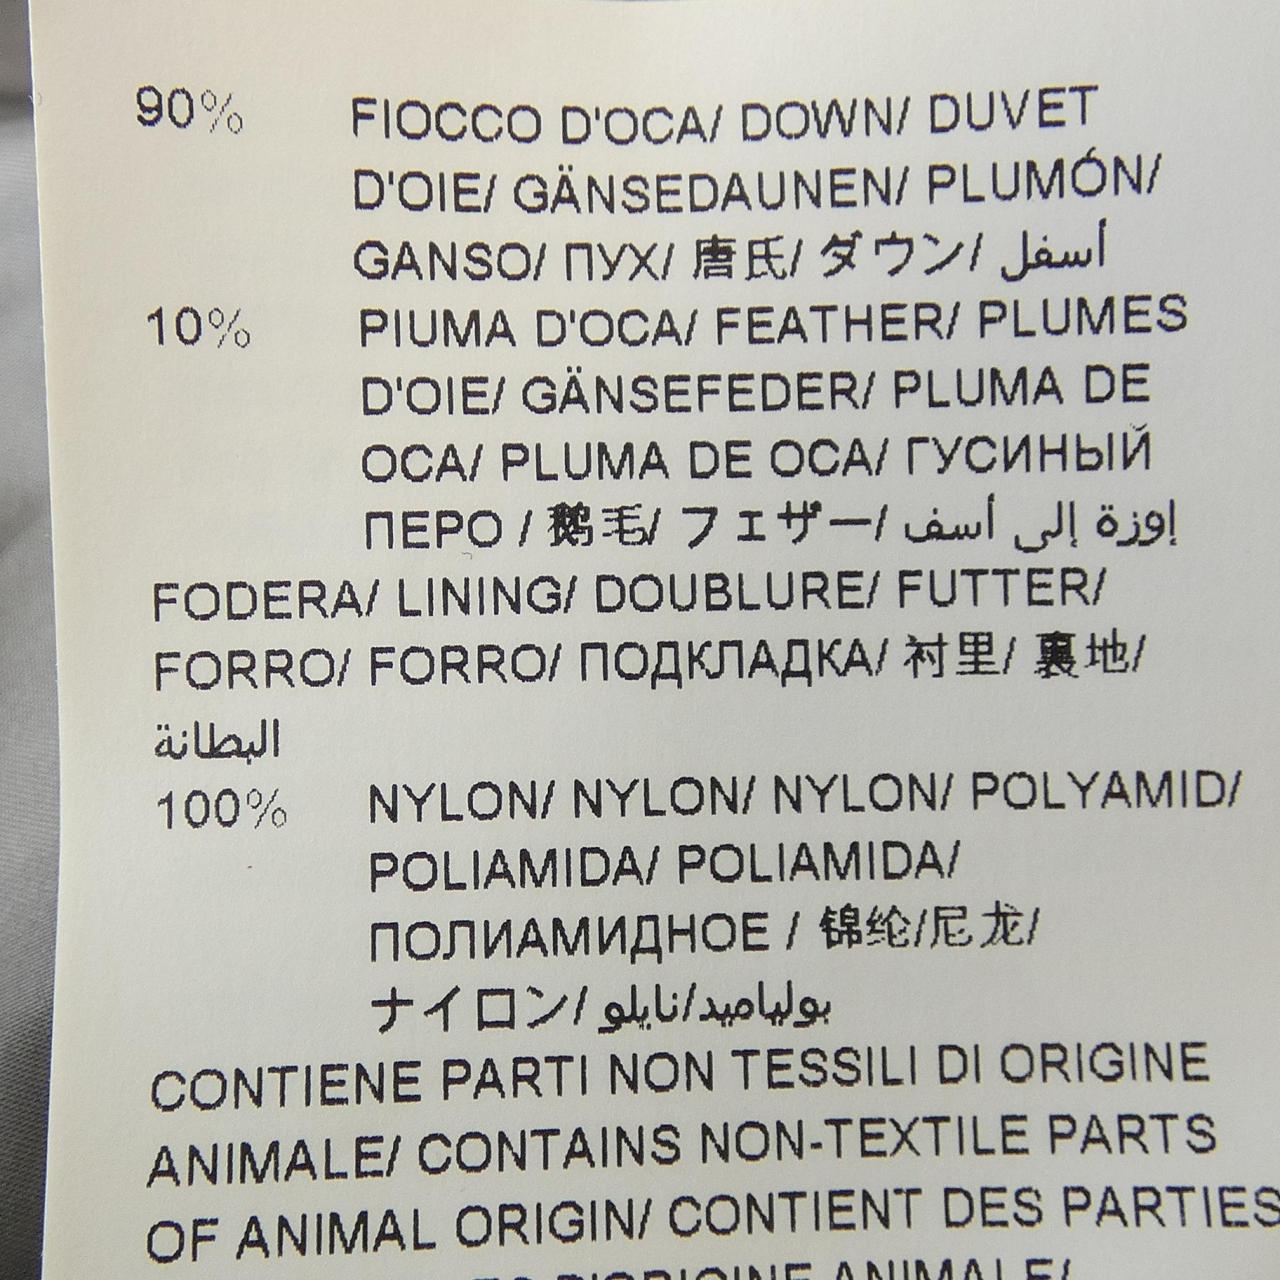 90% FIOCCO D'OCA/ DOWN/ DUVET
D'OIE/ GÄNSEDAUNEN/ PLUMÓN/
GANSO/ ПУХ/ 唐氏/ ダウン/ أسفل
10% PIUMA D'OCA/ FEATHER/ PLUMES
D'OIE/ GÄNSEFEDER/ PLUMA DE
OCA/ PLUMA DE OCA/ ГУСИНЫЙ
ПЕРО / 鹅毛/ フェザー/ إوزة إلى أسف
FODERA/ LINING/ DOUBLURE/ FUTTER/
FORRO/ FORRO/ ПОДКЛАДКА/ 衬里/ 裏地/
البطانة
100% NYLON/ NYLON/ NYLON/ POLYAMID/
POLIAMIDA/ POLIAMIDA/
ПОЛИАМИДНОЕ / 锦纶/尼龙/
ナイロン/ بولياميد/نايلو
CONTIENE PARTI NON TESSILI DI ORIGINE
ANIMALE/ CONTAINS NON-TEXTILE PARTS
OF ANIMAL ORIGIN/ CONTIENT DES PARTIES
D'ORIGINE ANIMALE/